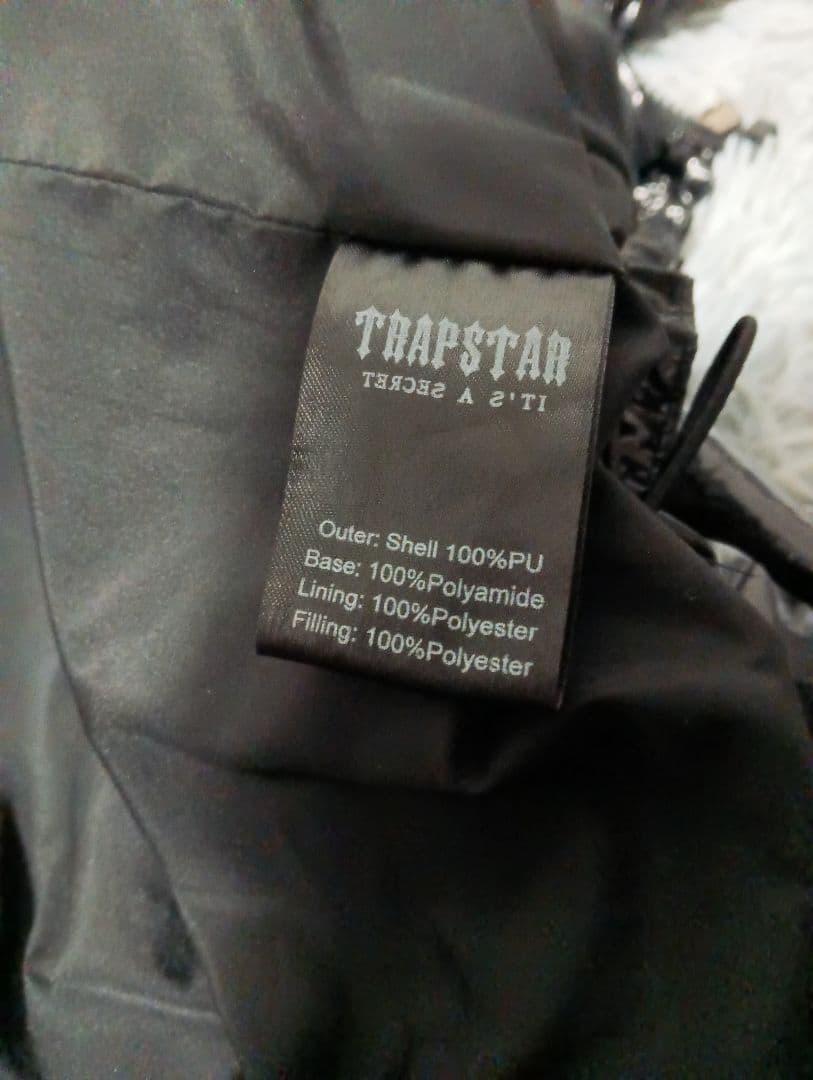 TRAPSTAR
IT'S A SECRET
Outer: Shell 100%PU
Base: 100%Polyamide
Lining: 100%Polyester
Filling: 100%Polyester